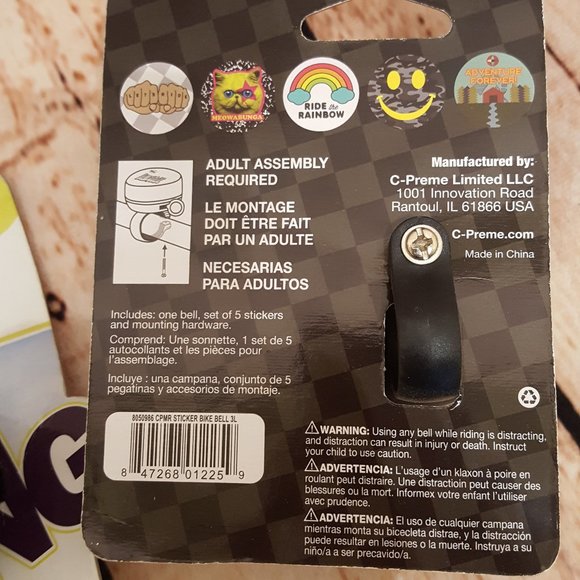 MEOWABUNGA
RIDE the
RAINBOW
ADVENTURE
FOREVER!
ADULT ASSEMBLY
REQUIRED
LE MONTAGE
DOIT ÊTRE FAIT
PAR UN ADULTE
NECESARIAS
PARA ADULTOS
Manufactured by:
C-Preme Limited LLC
1001 Innovation Road
Rantoul, IL 61866 USA
C-Preme.com
Made in China
Includes: one bell, set of 5 stickers
and mounting hardware.
Comprend: Une sonnette, 1 set de 5
autocollants et les pièces pour
l'assemblage.
Incluye : una campana, conjunto de 5
pegatinas y accesorios de montaje.
8050986 CPMR STICKER BIKE BELL 3L
8 47268 01225 9
WARNING: Using any bell while riding is distracting,
and distraction can result in injury or death. Instruct
your child to use caution.
ADVERTENCIA: L'usage d'un klaxon à poire en
roulant peut distraire. Une distractioin peut causer des
blessures ou la mort. Informex votre enfant l'utiliser
avec prudence.
ADVERTENCIA: El uso de cualquier campana
mientras monta su bicicleta distrae, y la distracción
puede resultar en lesiones o la muerte. Instruya a su
niño/a a ser precavido/a.
NG